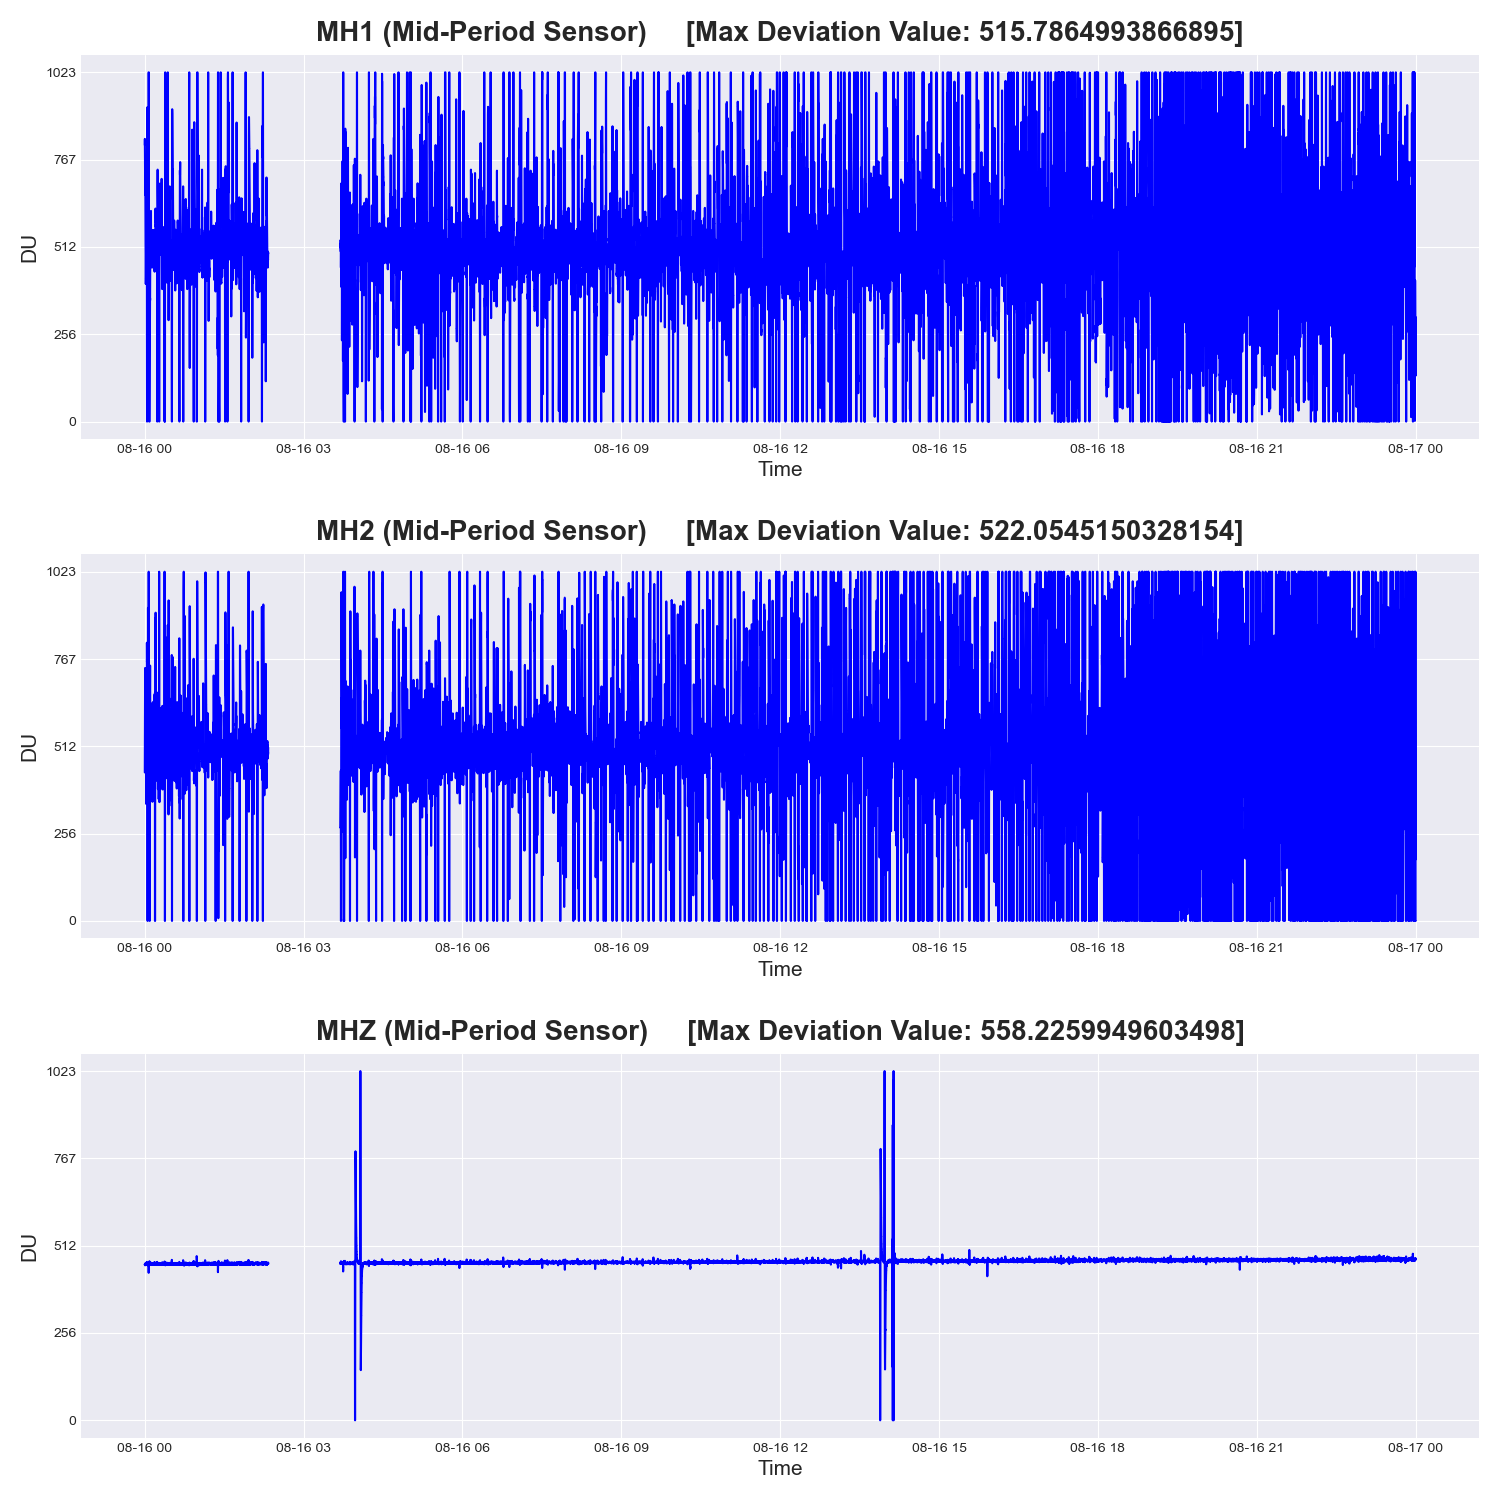 MH1 (Mid-Period Sensor) [Max Deviation Value: 515.7864993866895]
1023
767
512
256
0
DU
08-16 00 08-16 03 08-16 06 08-16 09 08-16 12 08-16 15 08-16 18 08-16 21 08-17 00
Time
MH2 (Mid-Period Sensor) [Max Deviation Value: 522.0545150328154]
1023
767
512
256
0
DU
08-16 00 08-16 03 08-16 06 08-16 09 08-16 12 08-16 15 08-16 18 08-16 21 08-17 00
Time
MHZ (Mid-Period Sensor) [Max Deviation Value: 558.2259949603498]
1023
767
512
256
0
DU
08-16 00 08-16 03 08-16 06 08-16 09 08-16 12 08-16 15 08-16 18 08-16 21 08-17 00
Time